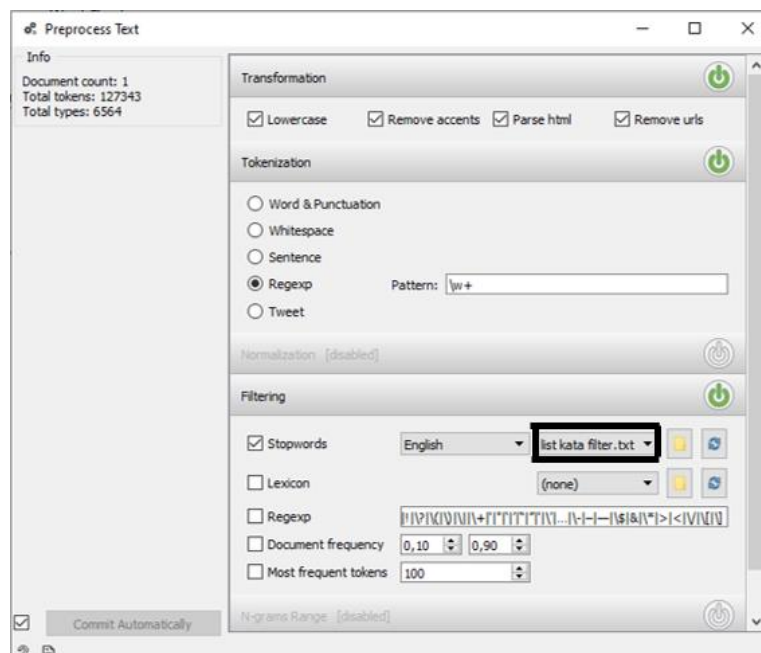 Preprocess Text
Info
Document count: 1
Total tokens: 127343
Total types: 6564
Transformation
Lowercase Remove accents Parse html Remove urls
Tokenization
Word & Punctuation
Whitespace
Sentence
Regexp Pattern: \w+
Tweet
Normalization [disabled]
Filtering
Stopwords English list kata filter.txt
Lexicon (none)
Regexp
Document frequency 0,10 0,90
Most frequent tokens 100
N-grams Range [disabled]
Commit Automatically